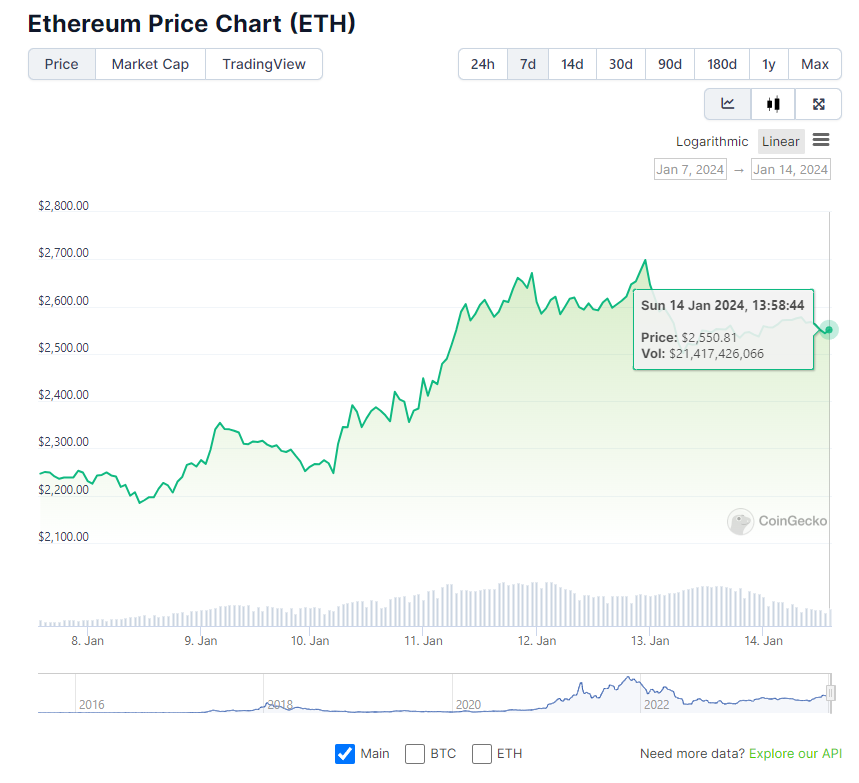 Ethereum Price Chart (ETH)
Price Market Cap TradingView 24h 7d 14d 30d 90d 180d 1y Max
Logarithmic Linear
Jan 7, 2024 → Jan 14, 2024
$2,800.00
$2,700.00
$2,600.00
$2,500.00
$2,400.00
$2,300.00
$2,200.00
$2,100.00
Sun 14 Jan 2024, 13:58:44
Price: $2,550.81
Vol: $21,417,426,066
CoinGecko
8. Jan 9. Jan 10. Jan 11. Jan 12. Jan 13. Jan 14. Jan
2016 2018 2020 2022
Main BTC ETH
Need more data? Explore our API